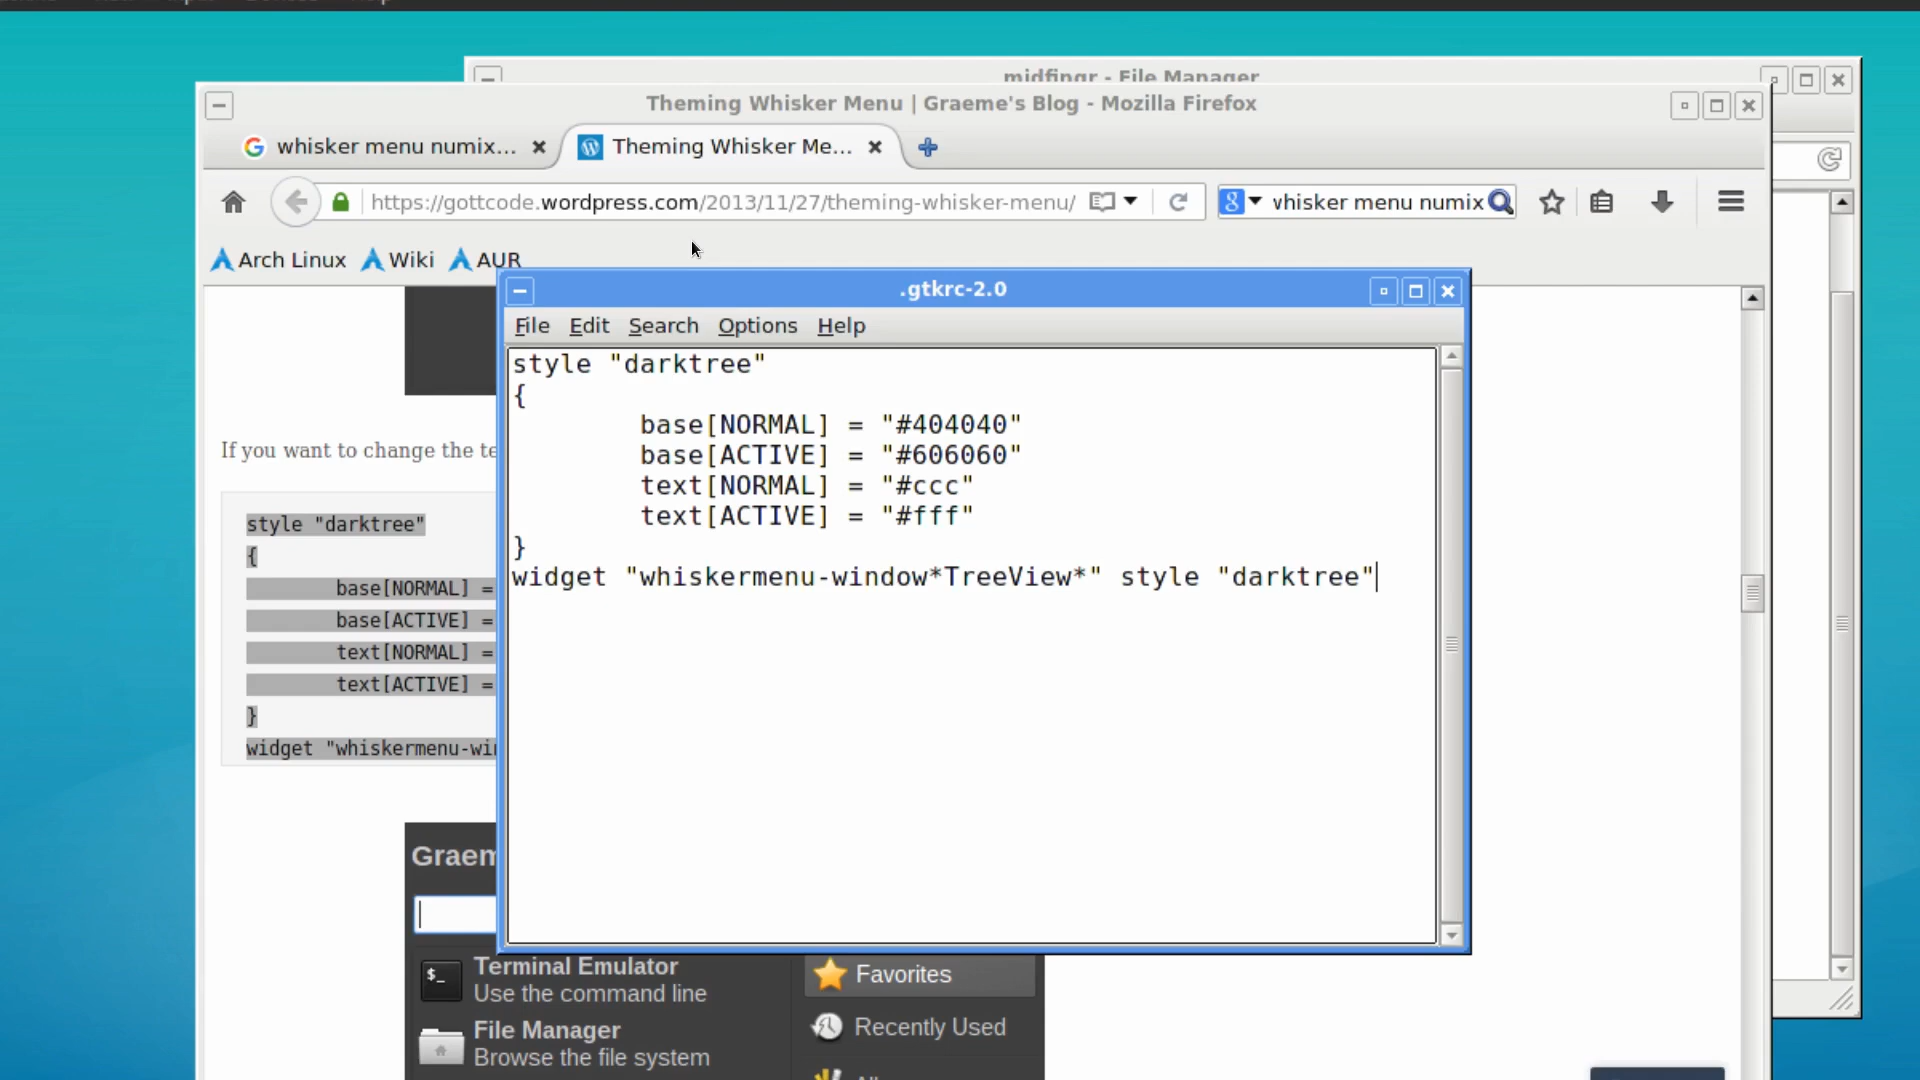 midfingr - File Manager
Theming Whisker Menu | Graeme's Blog - Mozilla Firefox
whisker menu numix...
Theming Whisker Me...
https://gottcode.wordpress.com/2013/11/27/theming-whisker-menu/
8
whisker menu numix
Arch Linux
Wiki
AUR
.gtkrc-2.0
File Edit Search Options Help
style "darktree"
{
base[NORMAL] = "#404040"
base[ACTIVE] = "#606060"
text[NORMAL] = "#ccc"
text[ACTIVE] = "#fff"
}
widget "whiskermenu-window*TreeView*" style "darktree"
If you want to change the te
style "darktree"
{
base[NORMAL] =
base[ACTIVE] =
text[NORMAL] =
text[ACTIVE] =
}
widget "whiskermenu-win
Graem
Terminal Emulator
Use the command line
File Manager
Browse the file system
Favorites
Recently Used